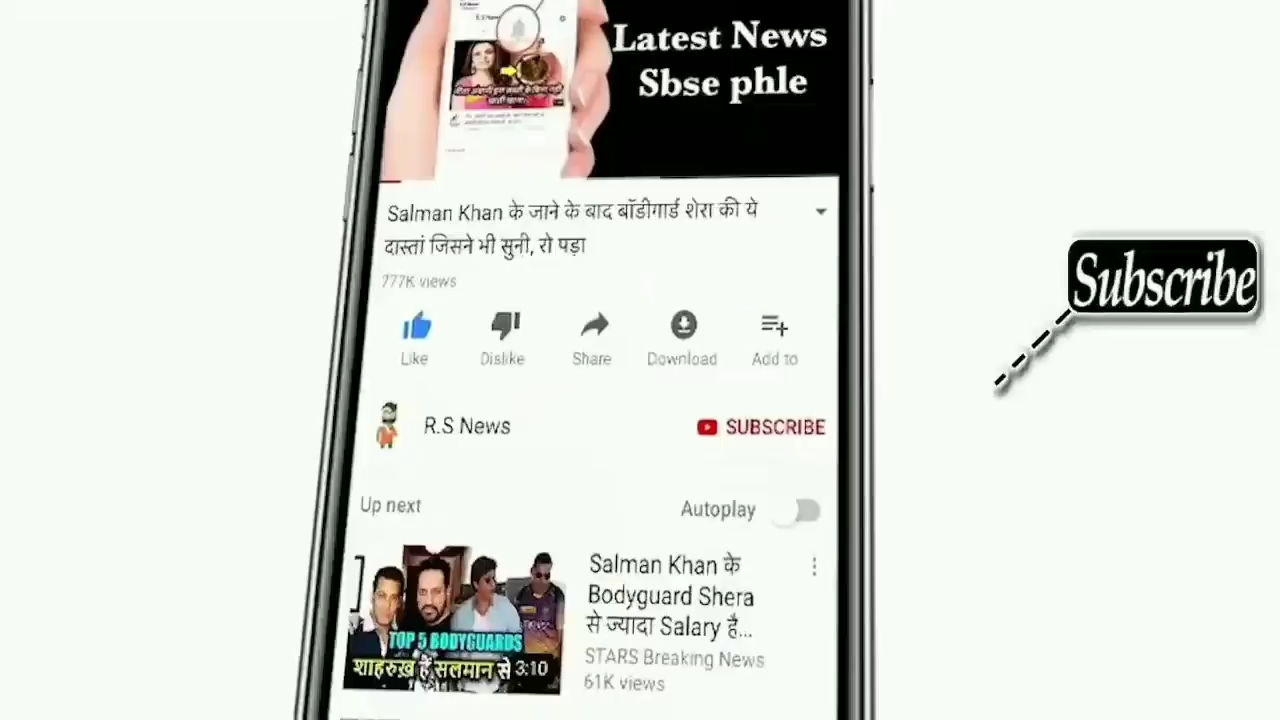 Latest News
Sbse phle
Salman Khan के जाने के बाद बॉडीगार्ड शेरा की ये
दास्तां जिसने भी सुनी, रो पड़ा
777K views
Like Dislike Share Download Add to
R.S News SUBSCRIBE
Subscribe
Up next Autoplay
Salman Khan के
Bodyguard Shera
से ज्यादा Salary है...
STARS Breaking News
61K views
TOP 5 BODYGUARDS
शाहरुख़ हैं सलमान से 3:10